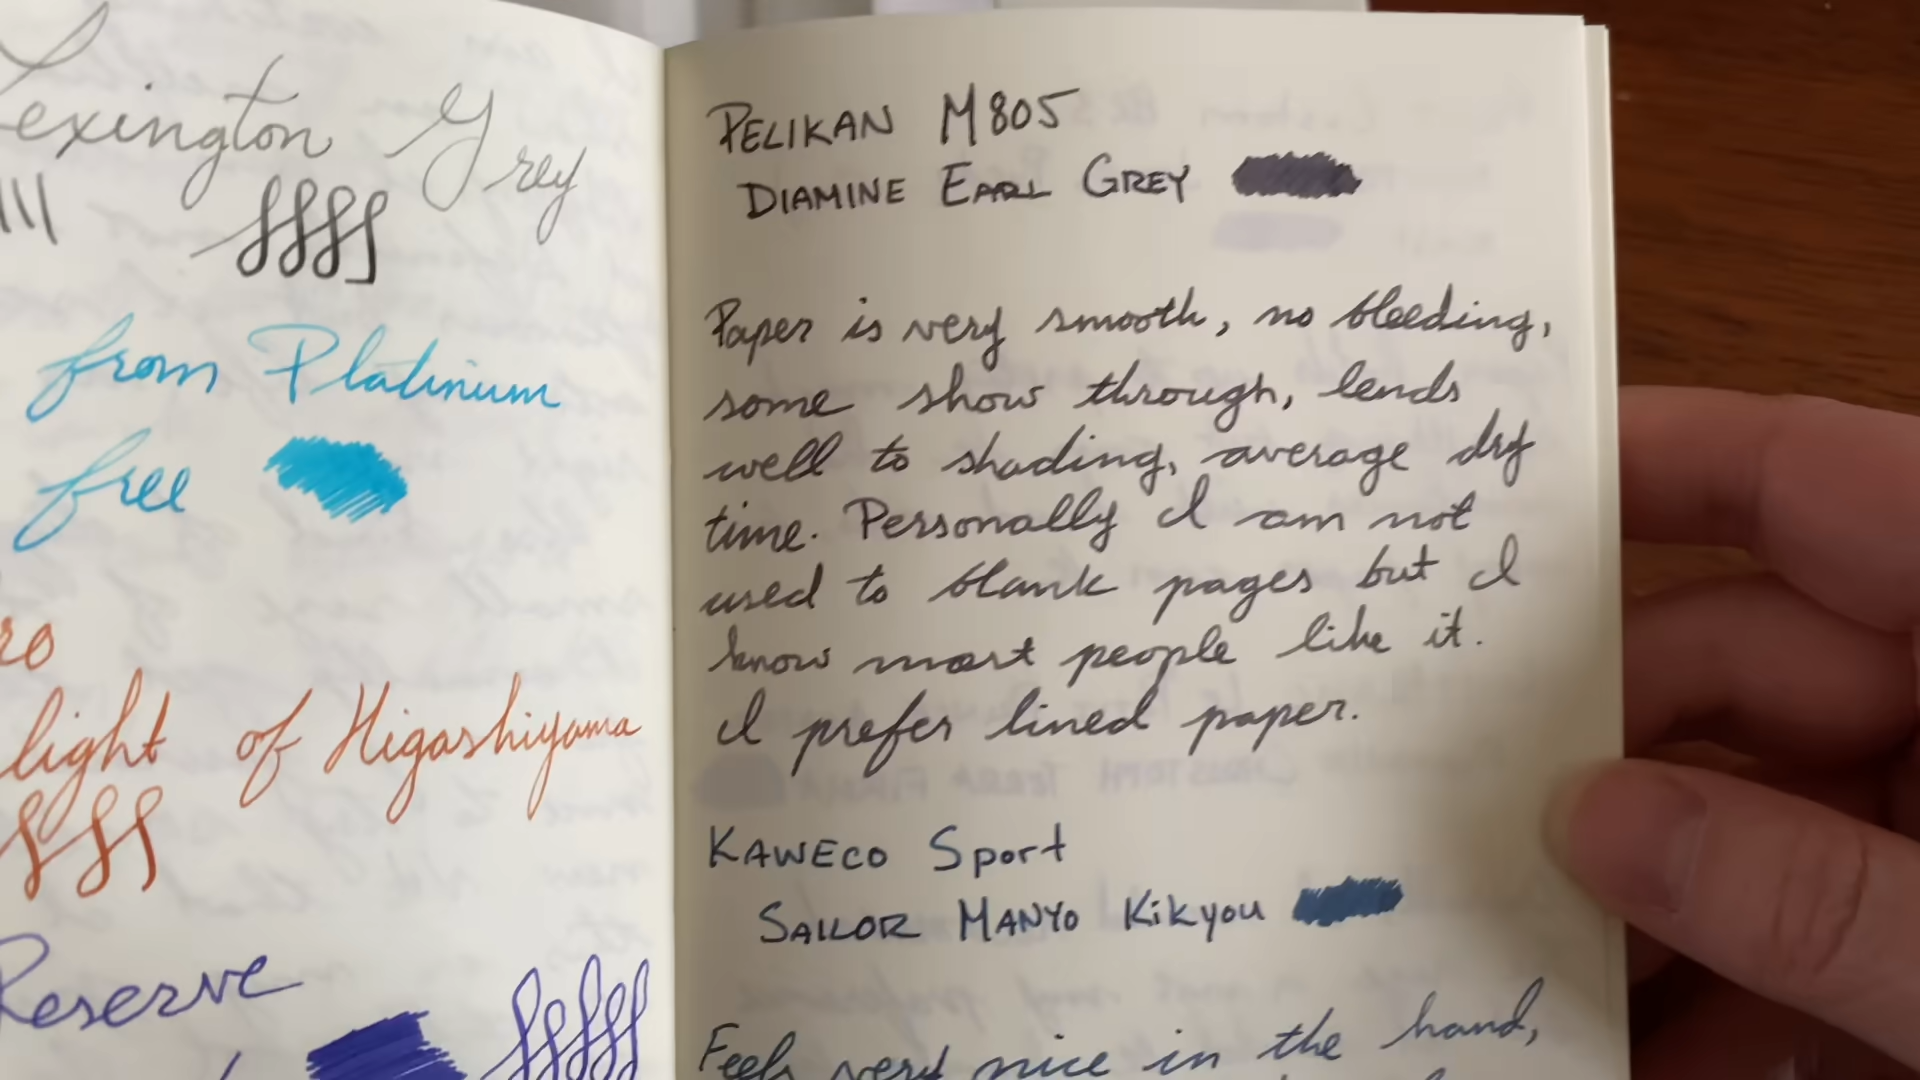 Lexington Grey
from Platinum
free
light of Higashiyama
Reserve
PELIKAN M805
DIAMINE EARL GREY
Paper is very smooth, no bleeding,
some show through, lends
well to shading, average dry
time. Personally I am not
used to blank pages but I
know most people like it.
I prefer lined paper.
KAWECO Sport
SAILOR MANYO Kikyou
Feels very nice in the hand,